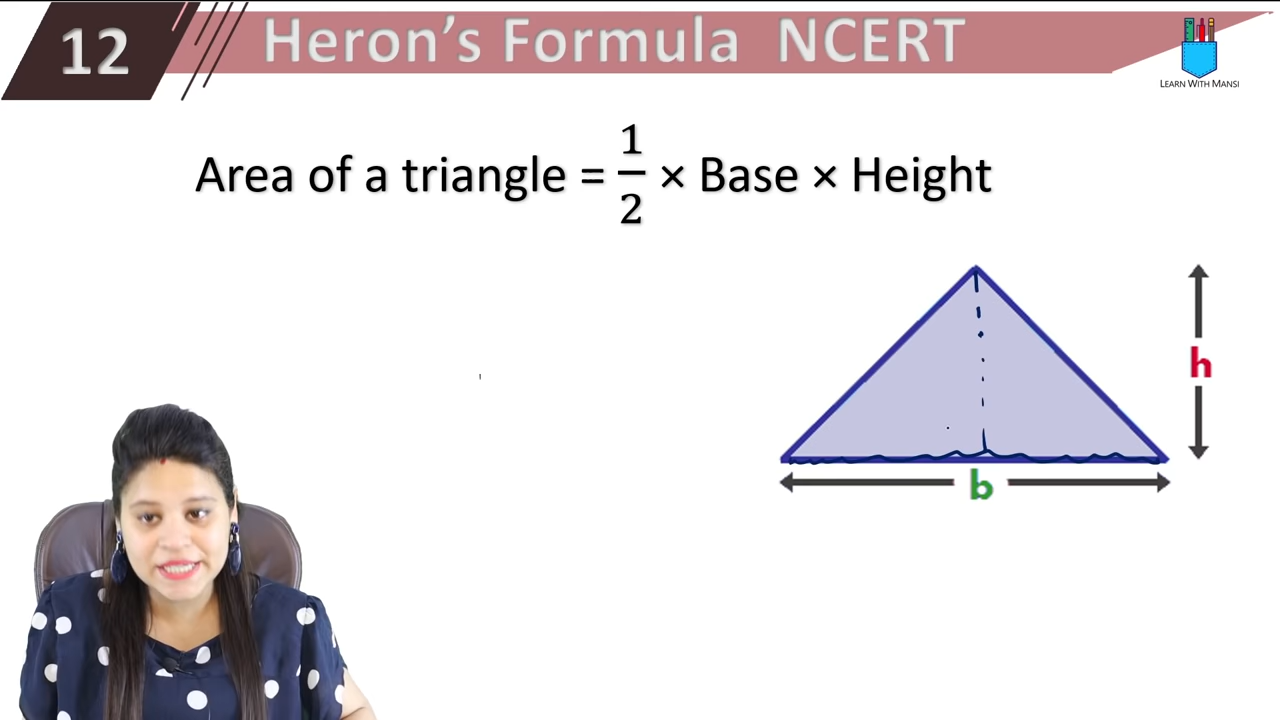 12
Heron’s Formula NCERT
LEARN WITH MANSI
Area of a triangle = 1/2 × Base × Height
h
b